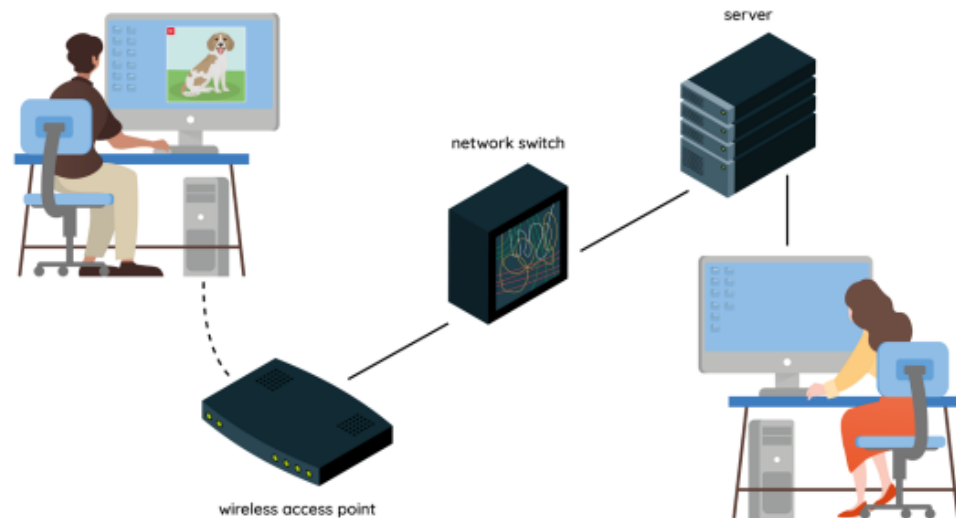 server
network switch
wireless access point